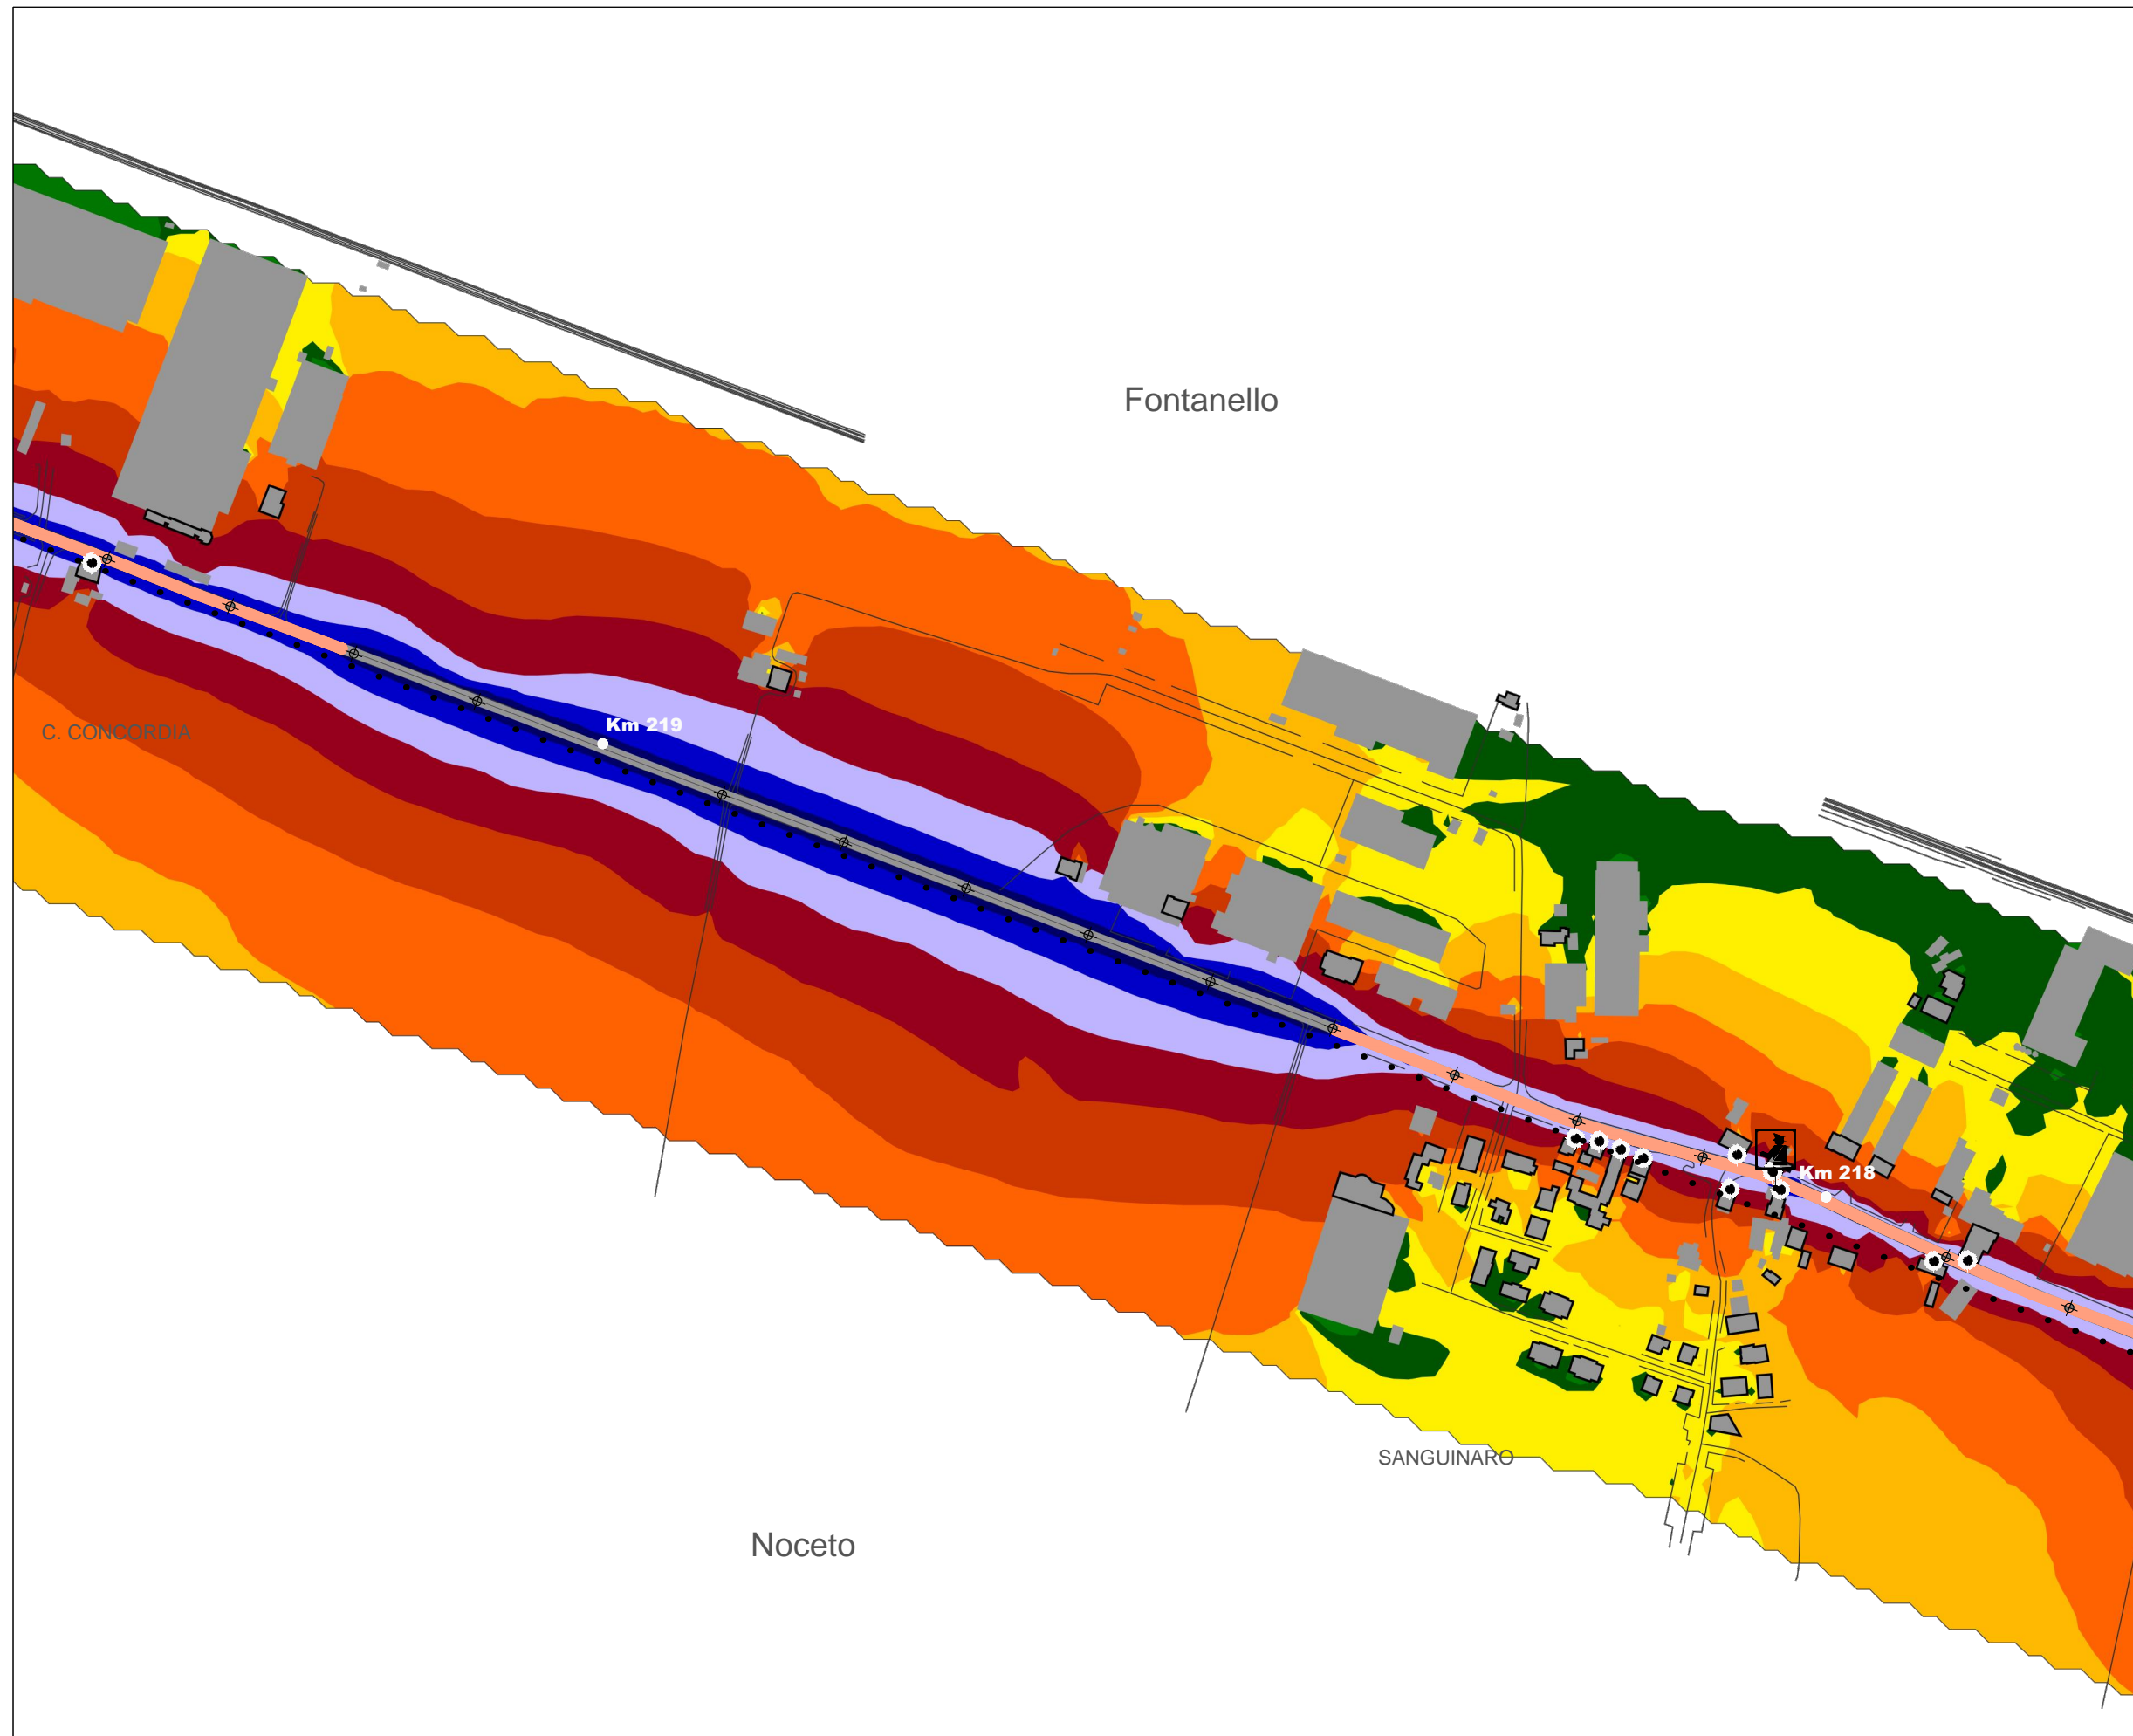 Fontanello
Km 219
C. CONCORDIA
Km 218
SANGUINARO
Noceto